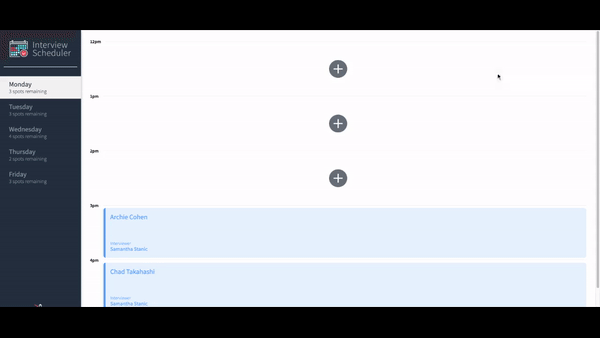 Interview
Scheduler
Monday
3 spots remaining
Tuesday
3 spots remaining
Wednesday
4 spots remaining
Thursday
2 spots remaining
Friday
3 spots remaining
12pm
1pm
2pm
3pm
Archie Cohen
Interviewer
Samantha Stanic
4pm
Chad Takahashi
Interviewer
Samantha Stanic